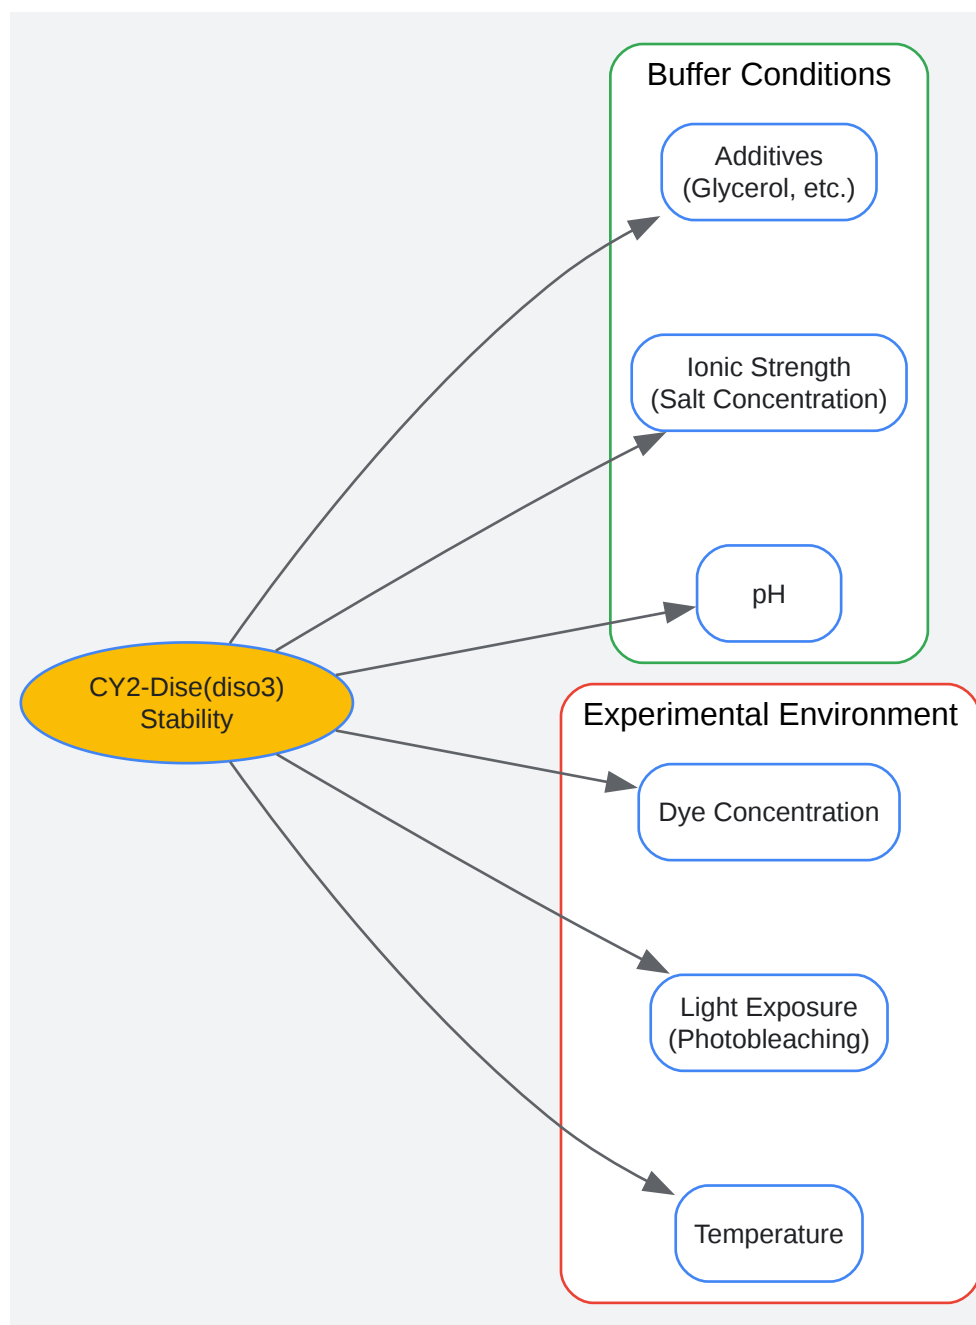 Buffer Conditions
Additives
(Glycerol, etc.)
Ionic Strength
(Salt Concentration)
pH
CY2-Dise(diso3)
Stability
Experimental Environment
Dye Concentration
Light Exposure
(Photobleaching)
Temperature